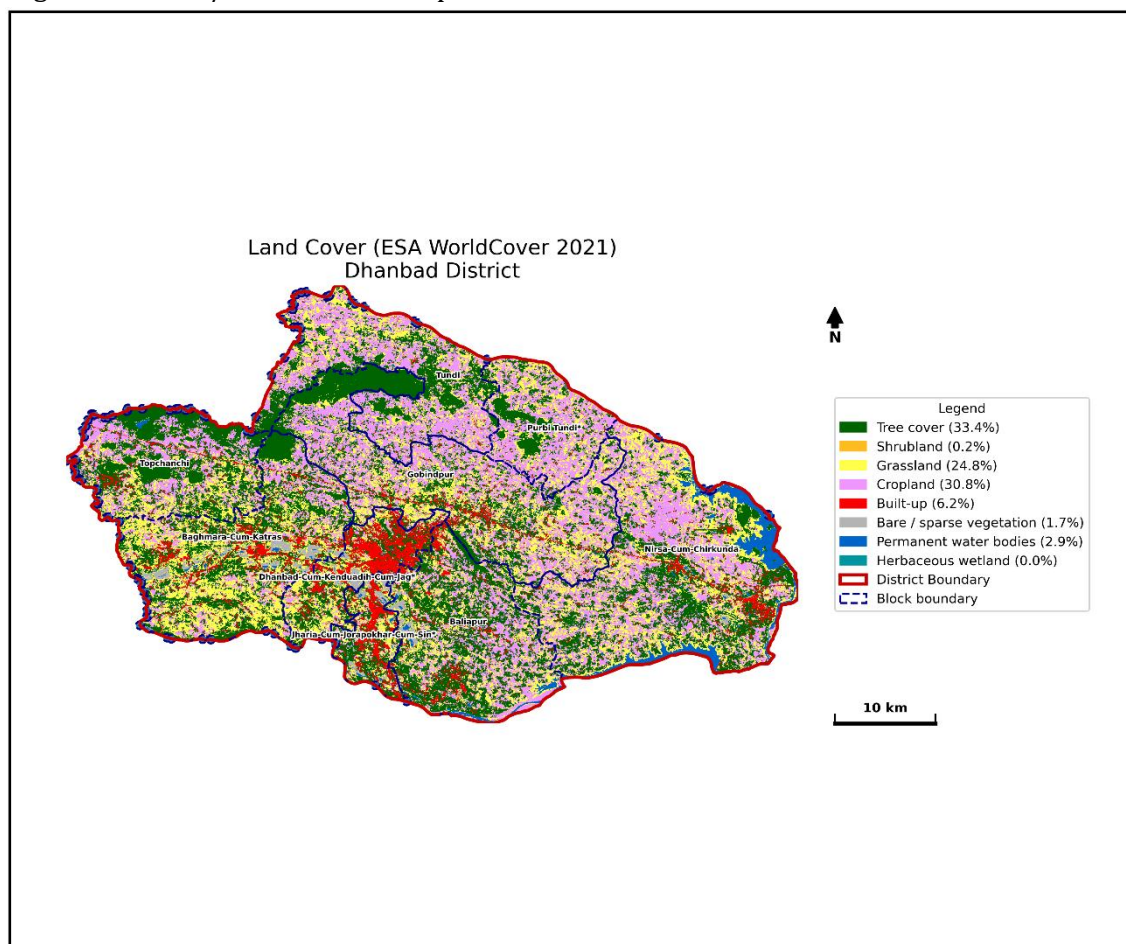 Land Cover (ESA WorldCover 2021)
Dhanbad District
N
Tundi
Purbi Tundi*
Topchanchi
Gobindpur
Baghmara-Cum-Katras
Nirsa-Cum-Chirkunda
Dhanbad-Cum-Kenduadih-Cum-Jag*
Baliapur
Jharia-Cum-Jorapokhar-Cum-Sin*
Legend
Tree cover (33.4%)
Shrubland (0.2%)
Grassland (24.8%)
Cropland (30.8%)
Built-up (6.2%)
Bare / sparse vegetation (1.7%)
Permanent water bodies (2.9%)
Herbaceous wetland (0.0%)
District Boundary
Block boundary
10 km